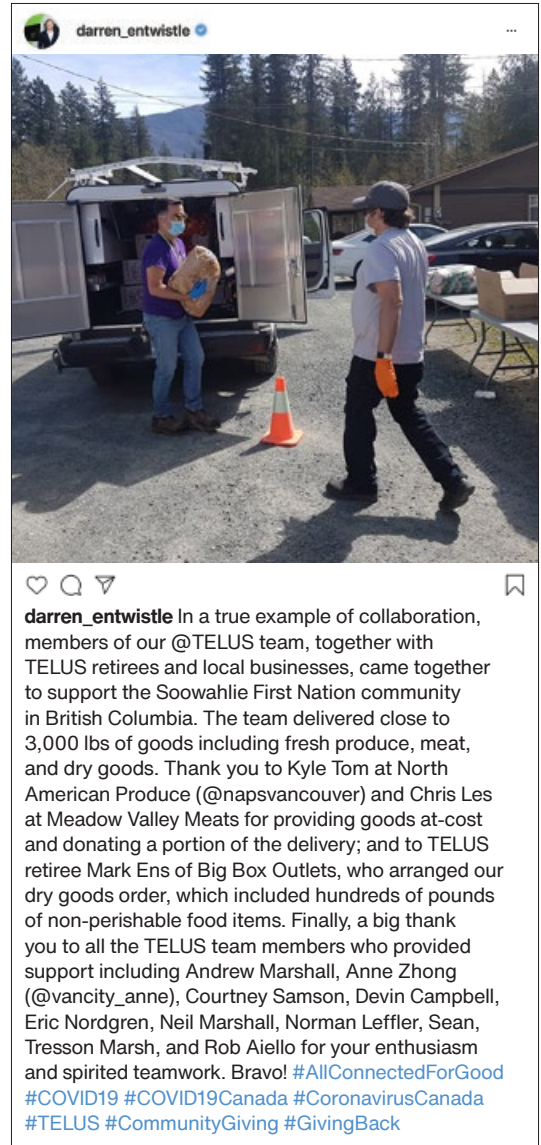 darren_entwistle
darren_entwistle In a true example of collaboration,
members of our @TELUS team, together with
TELUS retirees and local businesses, came together
to support the Soowahlie First Nation community
in British Columbia. The team delivered close to
3,000 lbs of goods including fresh produce, meat,
and dry goods. Thank you to Kyle Tom at North
American Produce (@napsvancouver) and Chris Les
at Meadow Valley Meats for providing goods at-cost
and donating a portion of the delivery; and to TELUS
retiree Mark Ens of Big Box Outlets, who arranged our
dry goods order, which included hundreds of pounds
of non-perishable food items. Finally, a big thank
you to all the TELUS team members who provided
support including Andrew Marshall, Anne Zhong
(@vancity_anne), Courtney Samson, Devin Campbell,
Eric Nordgren, Neil Marshall, Norman Leffler, Sean,
Tresson Marsh, and Rob Aiello for your enthusiasm
and spirited teamwork. Bravo! #AllConnectedForGood
#COVID19 #COVID19Canada #CoronavirusCanada
#TELUS #CommunityGiving #GivingBack